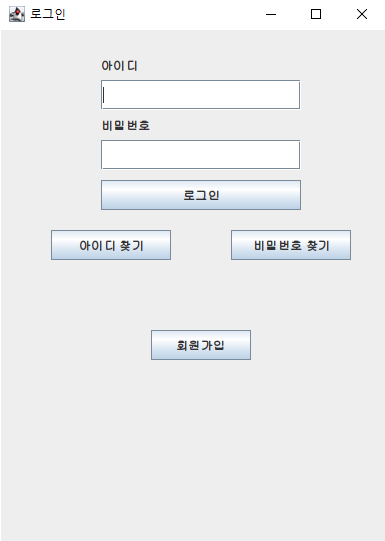 로그인
아이디
비밀번호
로그인
아이디 찾기
비밀번호 찾기
회원가입